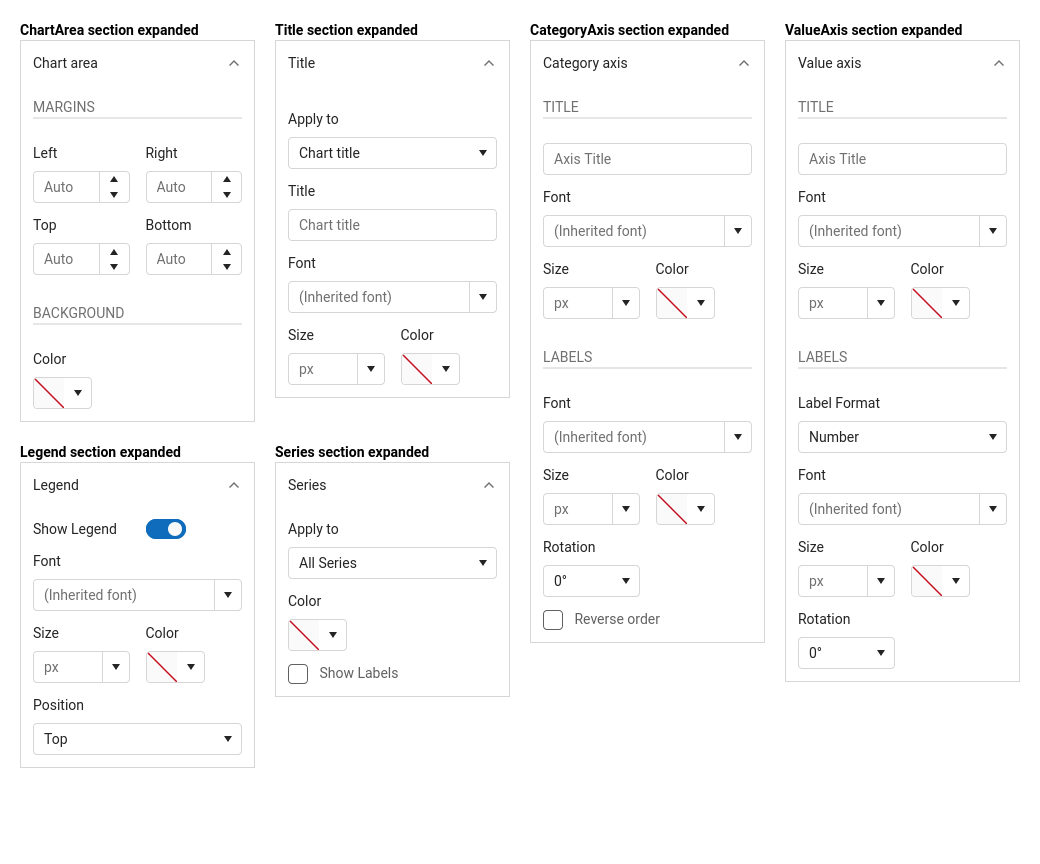 ChartArea section expanded
Chart area
MARGINS
Left Right
Auto Auto
Top Bottom
Auto Auto
BACKGROUND
Color
Title section expanded
Title
Apply to
Chart title
Title
Chart title
Font
(Inherited font)
Size Color
px
CategoryAxis section expanded
Category axis
TITLE
Axis Title
Font
(Inherited font)
Size Color
px
LABELS
Font
(Inherited font)
Size Color
px
Rotation
0°
Reverse order
ValueAxis section expanded
Value axis
TITLE
Axis Title
Font
(Inherited font)
Size Color
px
LABELS
Label Format
Number
Font
(Inherited font)
Size Color
px
Rotation
0°
Legend section expanded
Legend
Show Legend
Font
(Inherited font)
Size Color
px
Position
Top
Series section expanded
Series
Apply to
All Series
Color
Show Labels